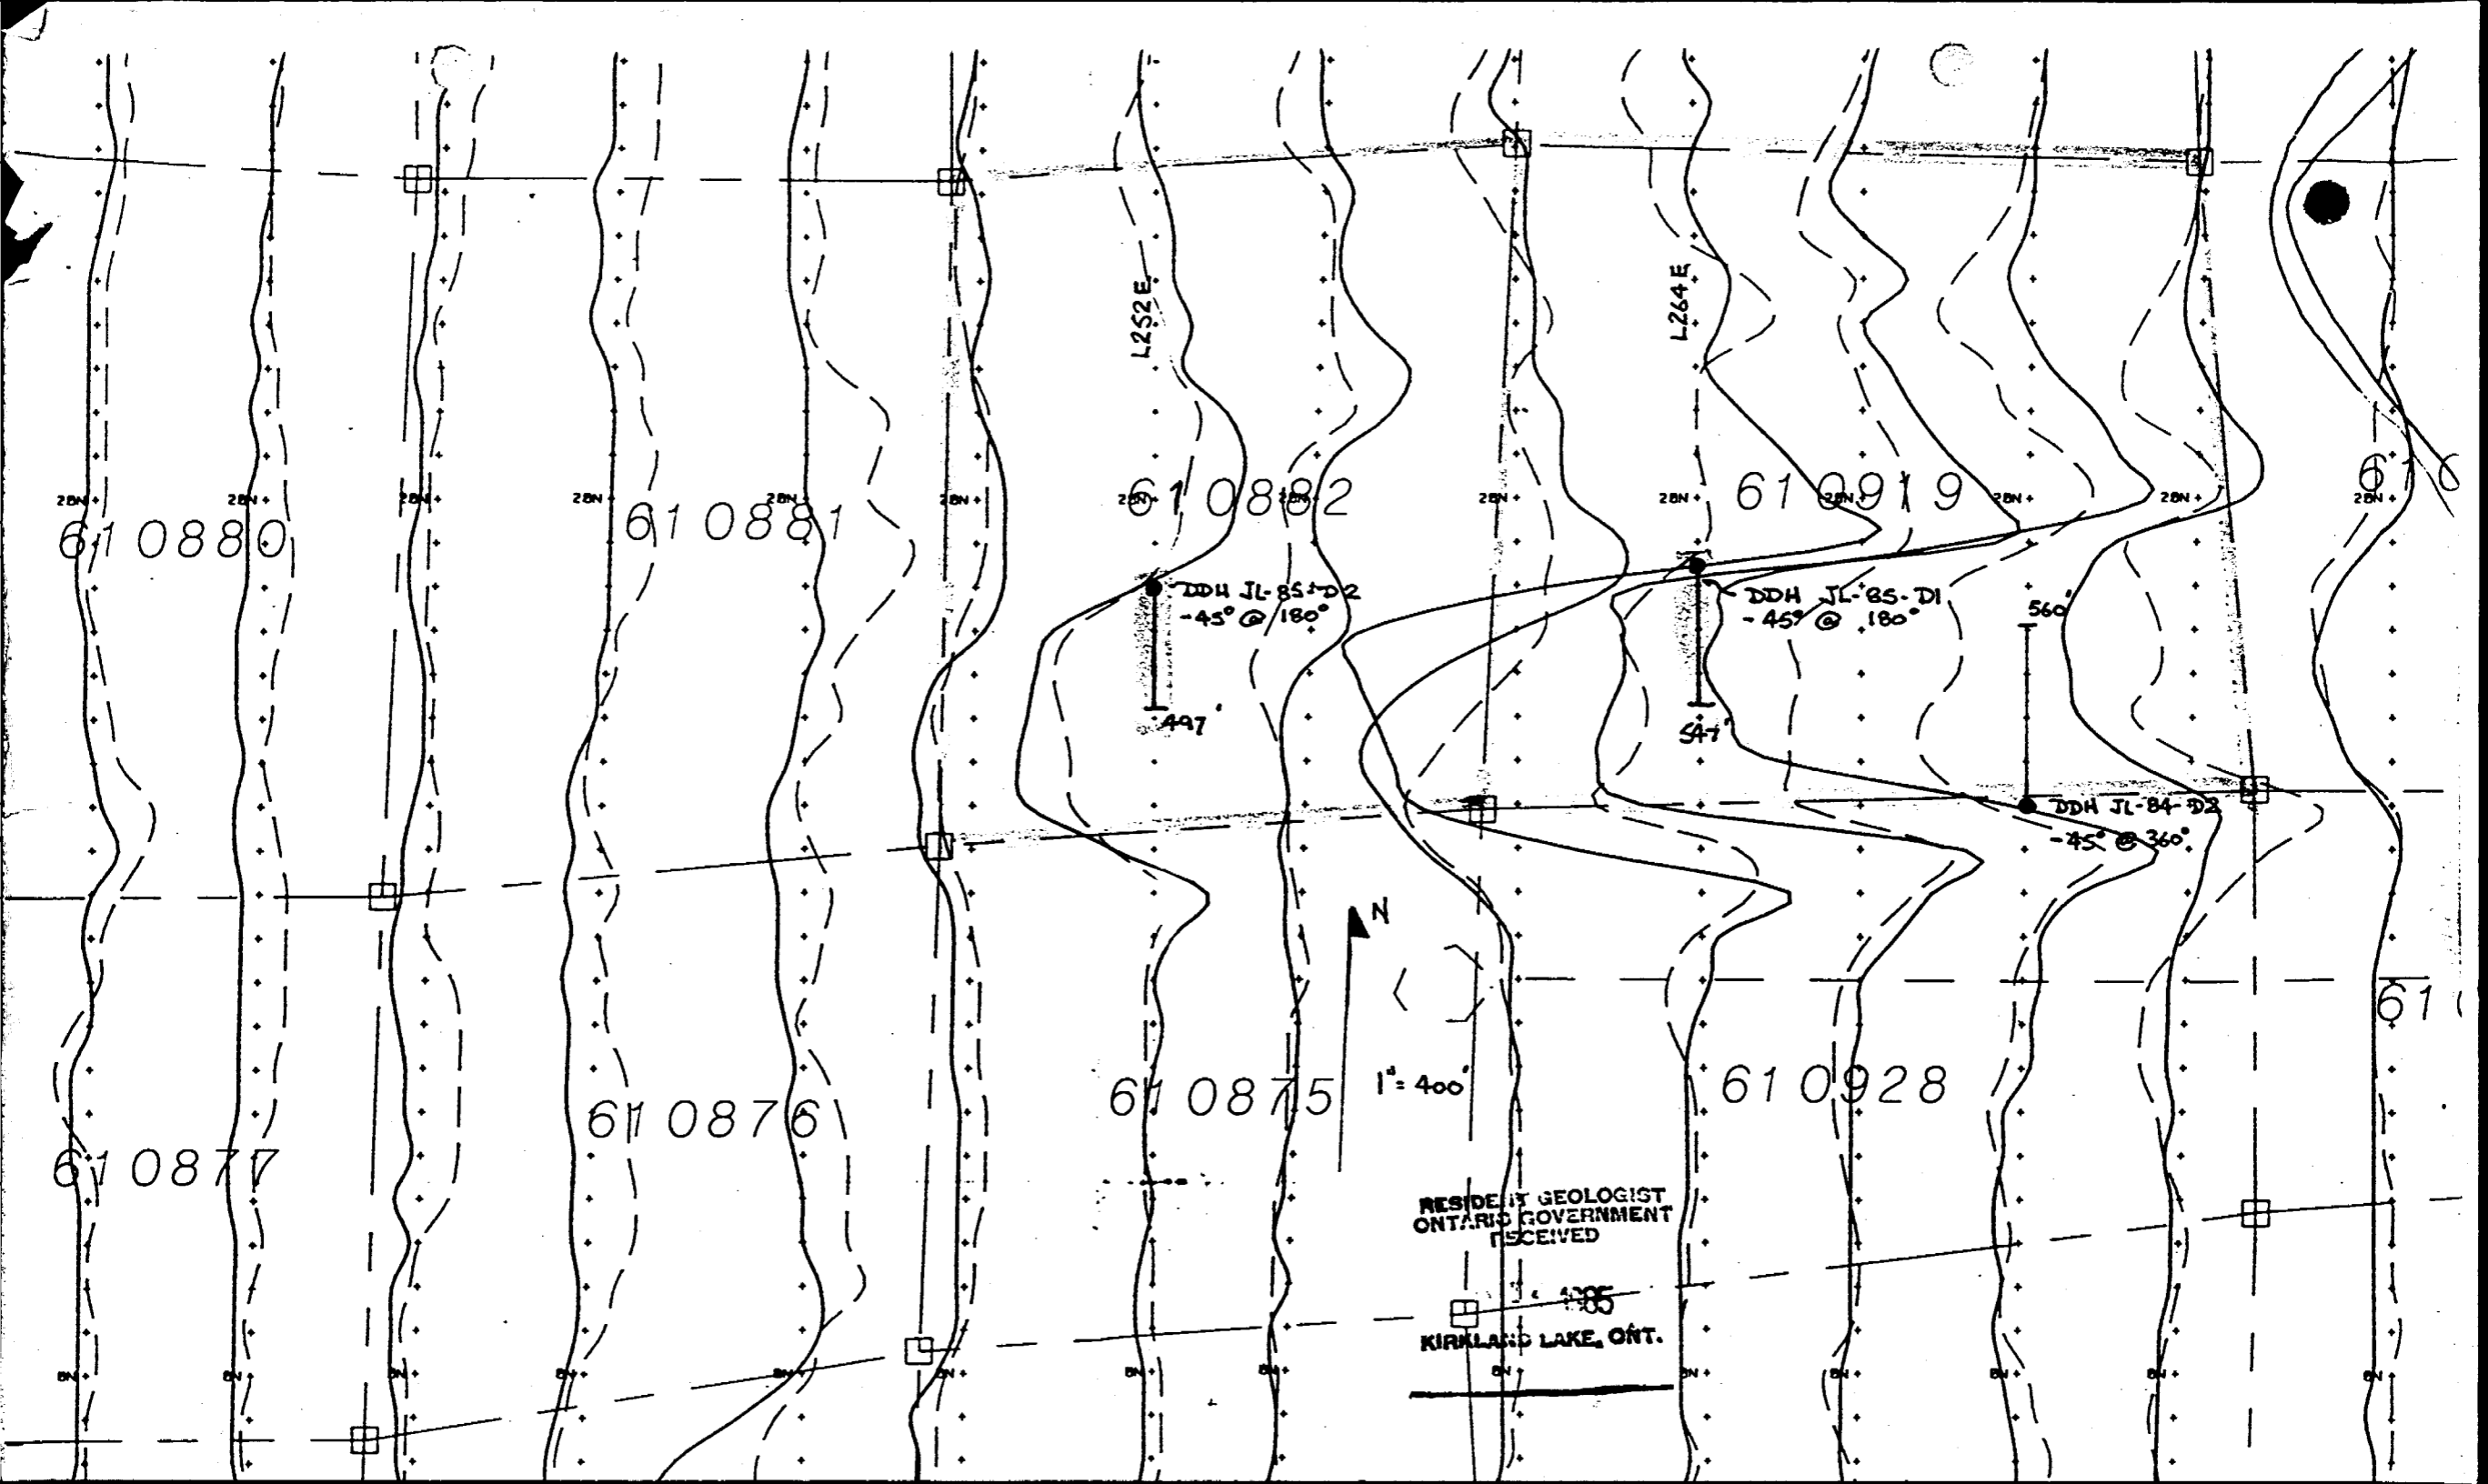 L252E
L264E
28N 28N 28N 28N 28N 28N 28N 28N 28N 28N 28N 28N 28N 28N
610880 610881 610882 610919
DDH JL-85-D2
-45° @ 180°
497'
DDH JL-85-D1
-45° @ 180°
547'
560'
DDH JL-84-D2
-45° @ 360°
N
1"=400'
610877 610876 610875 610928
RESIDENT GEOLOGIST
ONTARIO GOVERNMENT
RECEIVED
1985
KIRKLAND LAKE, ONT.
8N 8N 8N 8N 8N 8N 8N 8N 8N 8N 8N 8N 8N 8N